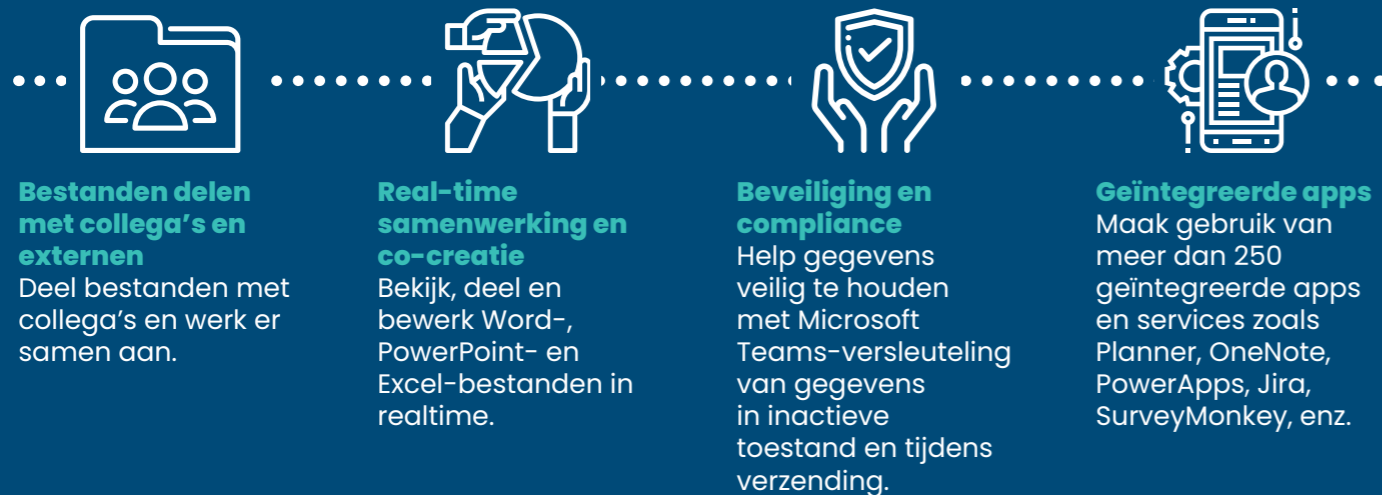 Bestanden delen
met collega's en
externen
Deel bestanden met
collega's en werk er
samen aan.
Real-time
samenwerking en
co-creatie
Bekijk, deel en
bewerk Word-,
PowerPoint- en
Excel-bestanden in
realtime.
Beveiliging en
compliance
Help gegevens
veilig te houden
met Microsoft
Teams-versleuteling
van gegevens
in inactieve
toestand en tijdens
verzending.
Geïntegreerde apps
Maak gebruik van
meer dan 250
geïntegreerde apps
en services zoals
Planner, OneNote,
PowerApps, Jira,
SurveyMonkey, enz.